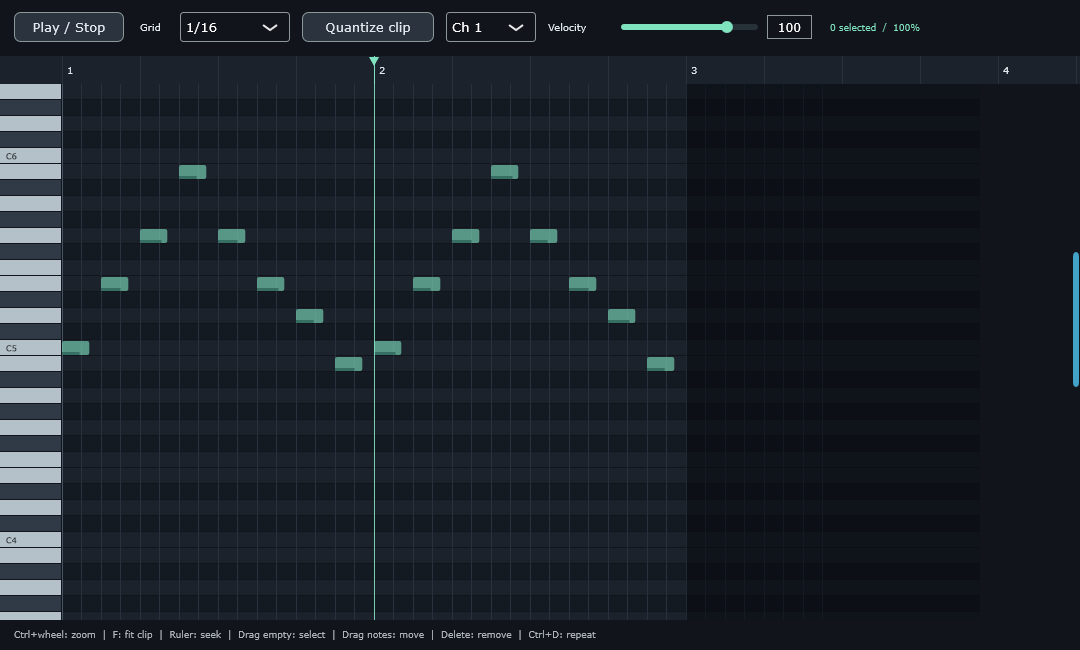 Play / Stop Grid 1/16 Quantize clip Ch 1 Velocity 100 0 selected / 100%
1 2 3 4
C6
C5
C4
Ctrl+wheel: zoom | F: fit clip | Ruler: seek | Drag empty: select | Drag notes: move | Delete: remove | Ctrl+D: repeat